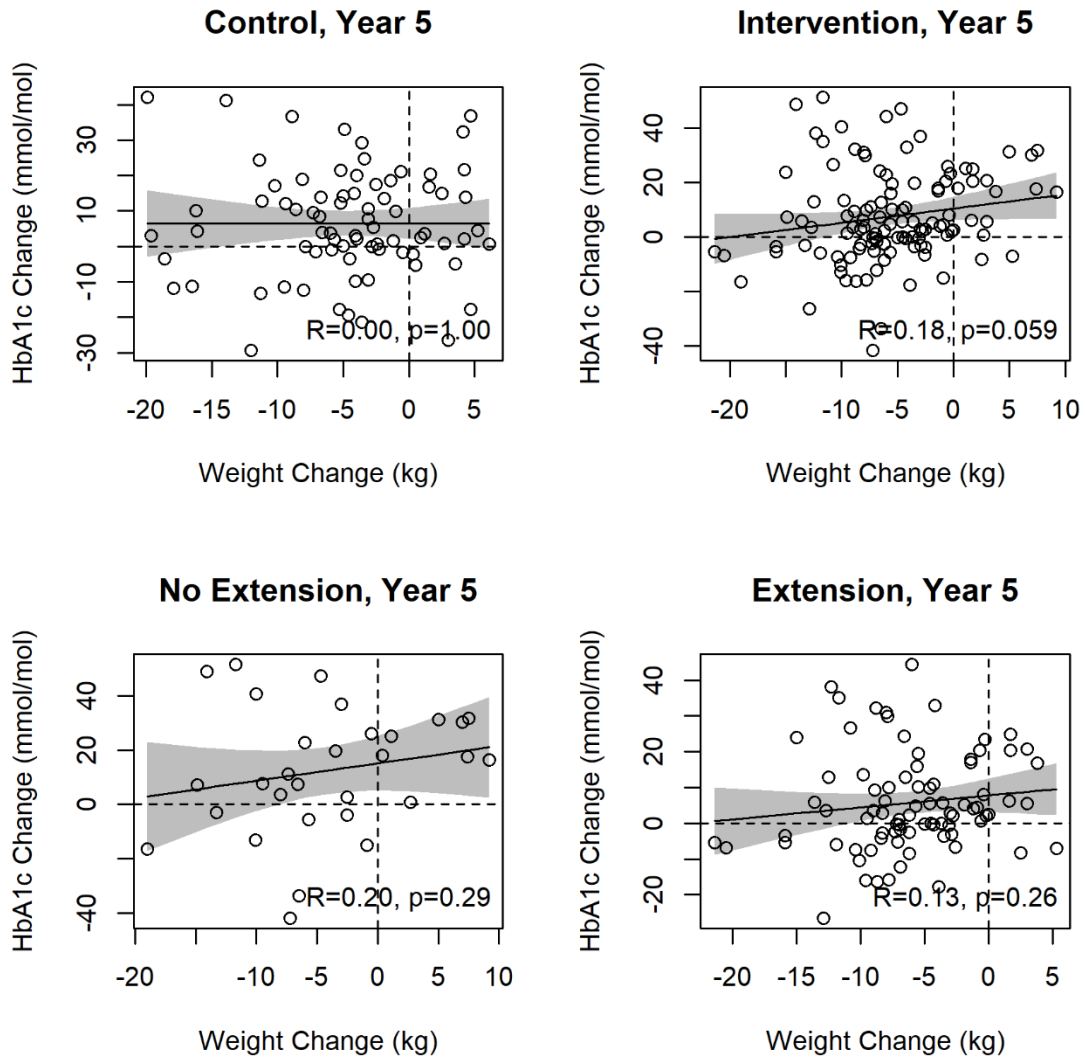 Control, Year 5
HbA1c Change (mmol/mol)
30
10
-10
-30
R=0.00, p=1.00
-20 -15 -10 -5 0 5
Weight Change (kg)
Intervention, Year 5
HbA1c Change (mmol/mol)
40
20
0
-40
R=0.18, p=0.059
-20 -15 -10 -5 0 5 10
Weight Change (kg)
No Extension, Year 5
HbA1c Change (mmol/mol)
40
20
0
-40
R=0.20, p=0.29
-20 -15 -10 -5 0 5 10
Weight Change (kg)
Extension, Year 5
HbA1c Change (mmol/mol)
40
20
0
-20
R=0.13, p=0.26
-20 -15 -10 -5 0 5
Weight Change (kg)